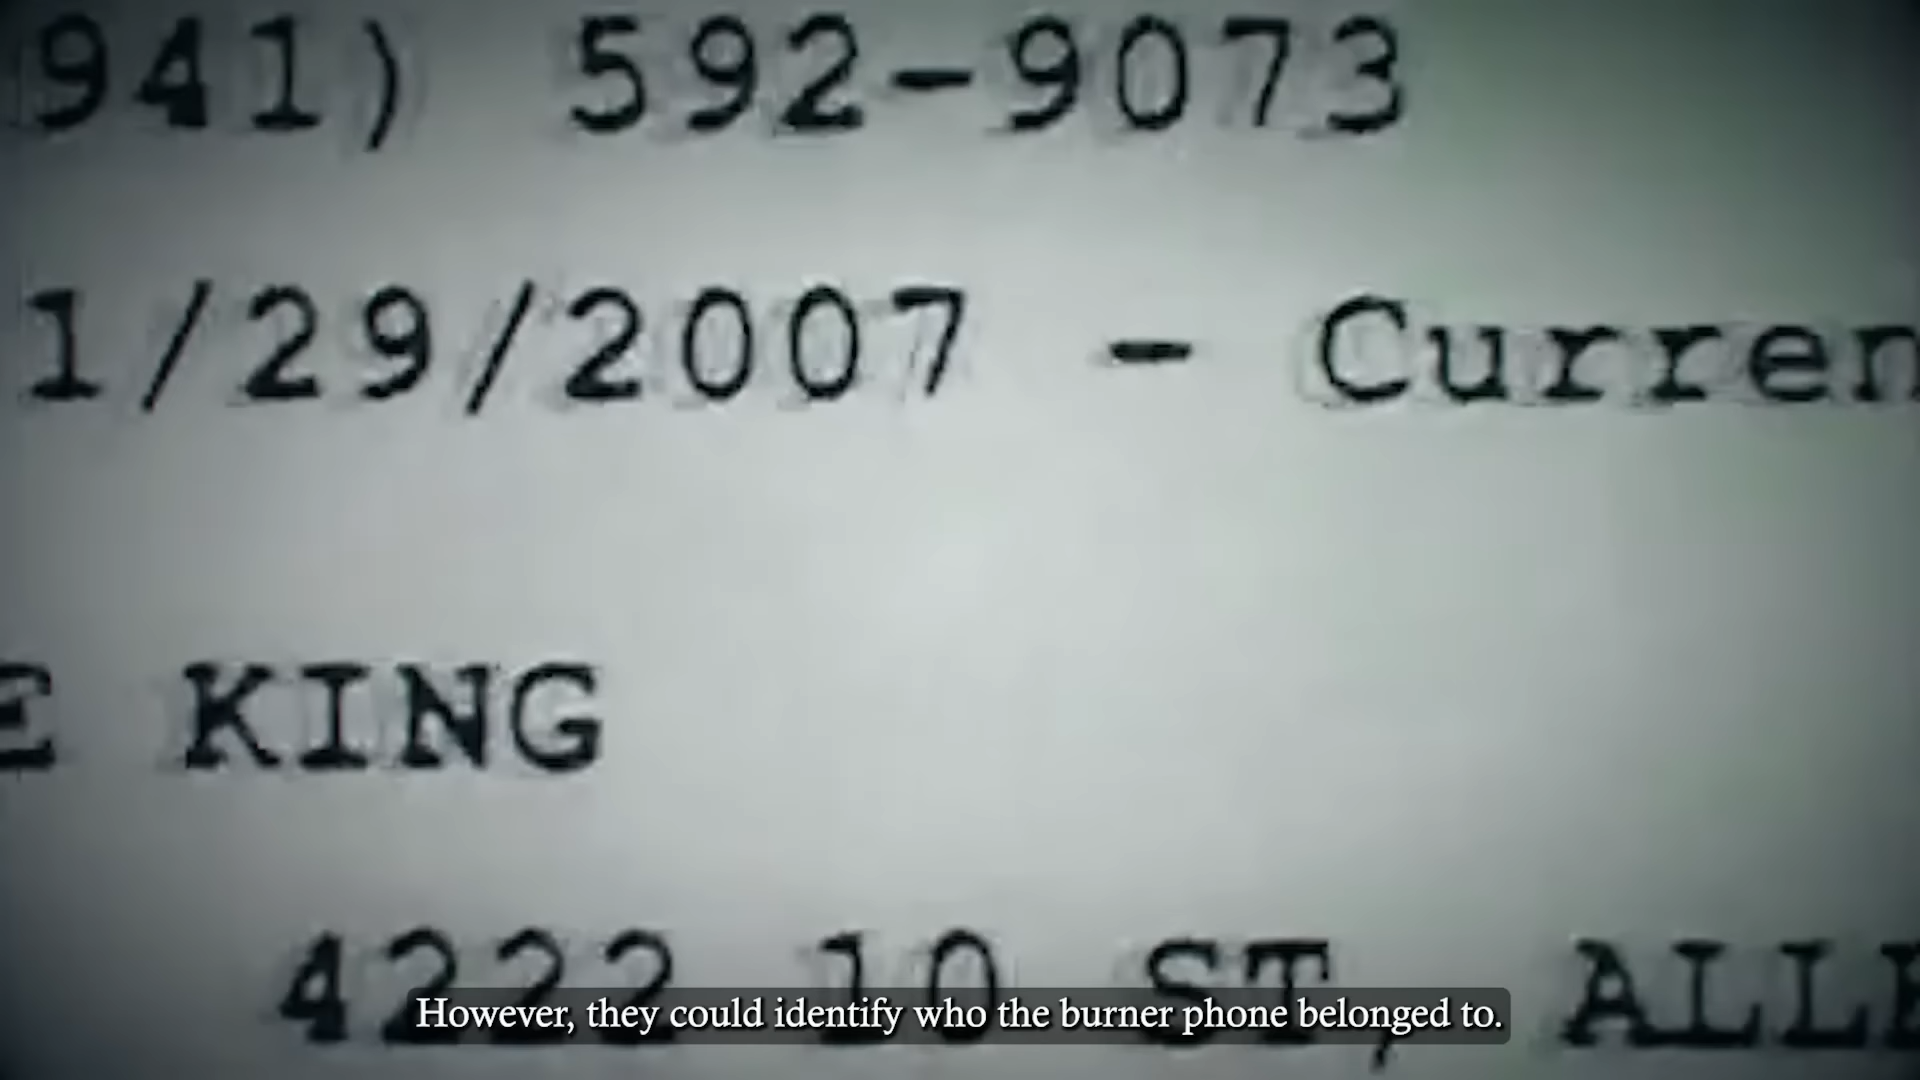 941) 592-9073
1/29/2007 - Curren
E KING
4222 10 ST, ALLE
However, they could identify who the burner phone belonged to.